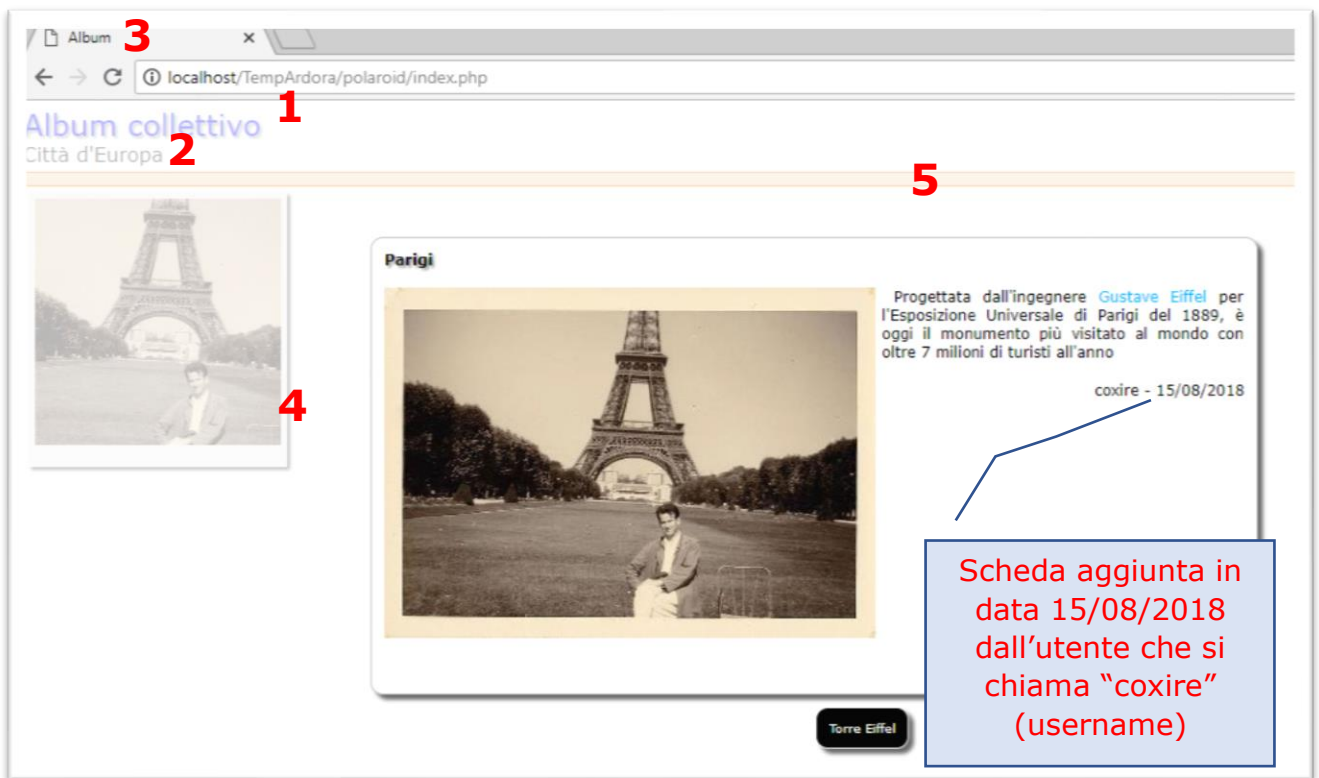 Album 3
localhost/TempArdora/polaroid/index.php
1
Album collettivo
Città d'Europa 2
5
Parigi
Progettata dall'ingegnere Gustave Eiffel per
l'Esposizione Universale di Parigi del 1889, è
oggi il monumento più visitato al mondo con
oltre 7 milioni di turisti all'anno
coxire - 15/08/2018
4
Scheda aggiunta in
data 15/08/2018
dall’utente che si
chiama “coxire”
(username)
Torre Eiffel